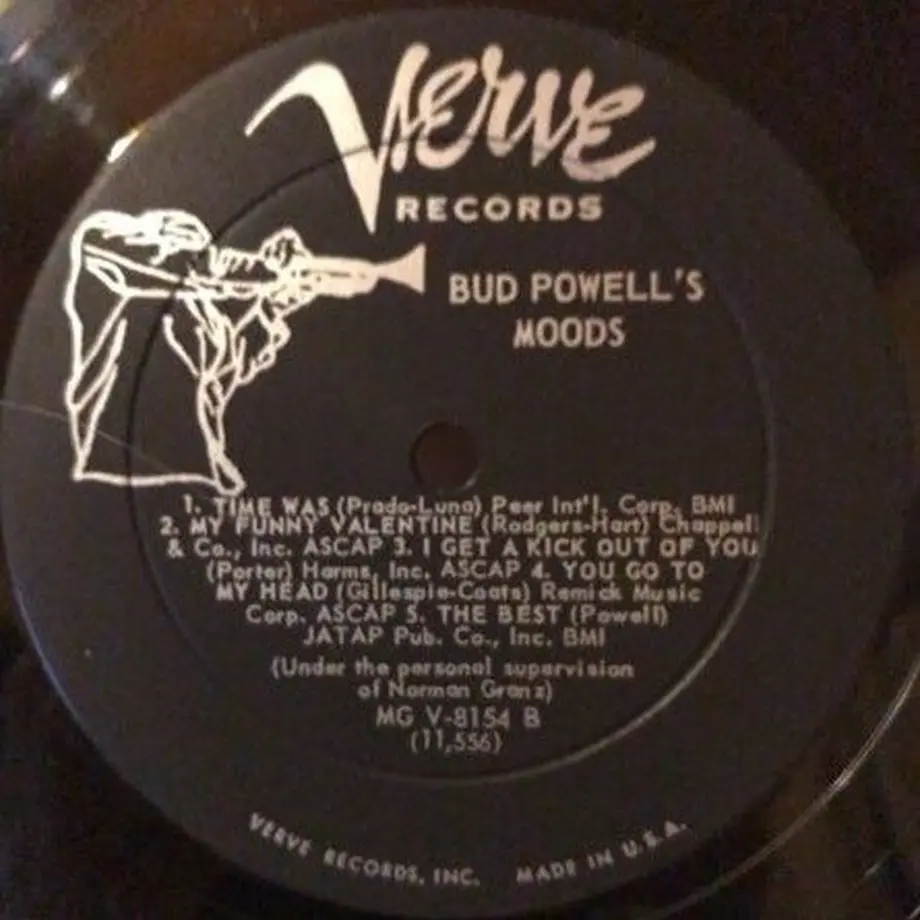 Verve
RECORDS
BUD POWELL'S
MOODS
1. TIME WAS (Prado-Luna) Peer Int'l. Corp. BMI
2. MY FUNNY VALENTINE (Rodgers-Hart) Chappell
& Co., Inc. ASCAP 3. I GET A KICK OUT OF YOU
(Porter) Harms, Inc. ASCAP 4. YOU GO TO
MY HEAD (Gillespie-Coats) Remick Music
Corp. ASCAP 5. THE BEST (Powell)
JATAP Pub. Co., Inc. BMI
(Under the personal supervision
of Norman Granz)
MG V-8154 B
(11,556)
VERVE RECORDS, INC. MADE IN U.S.A.